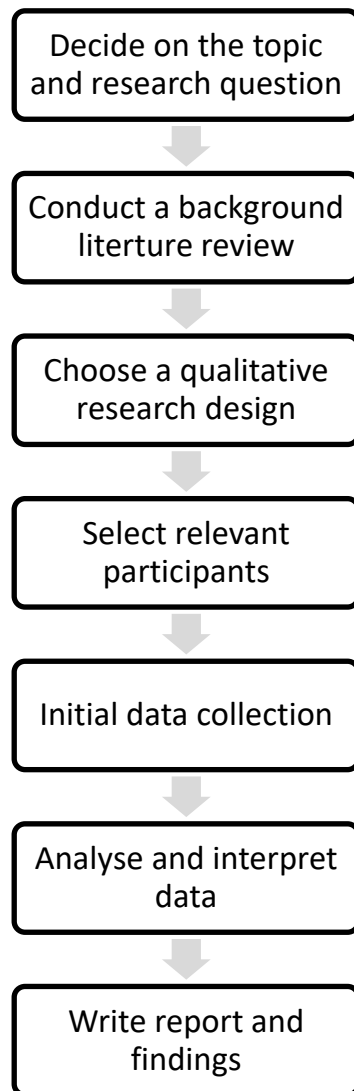 Decide on the topic
and research question
Conduct a background
literture review
Choose a qualitative
research design
Select relevant
participants
Initial data collection
Analyse and interpret
data
Write report and
findings